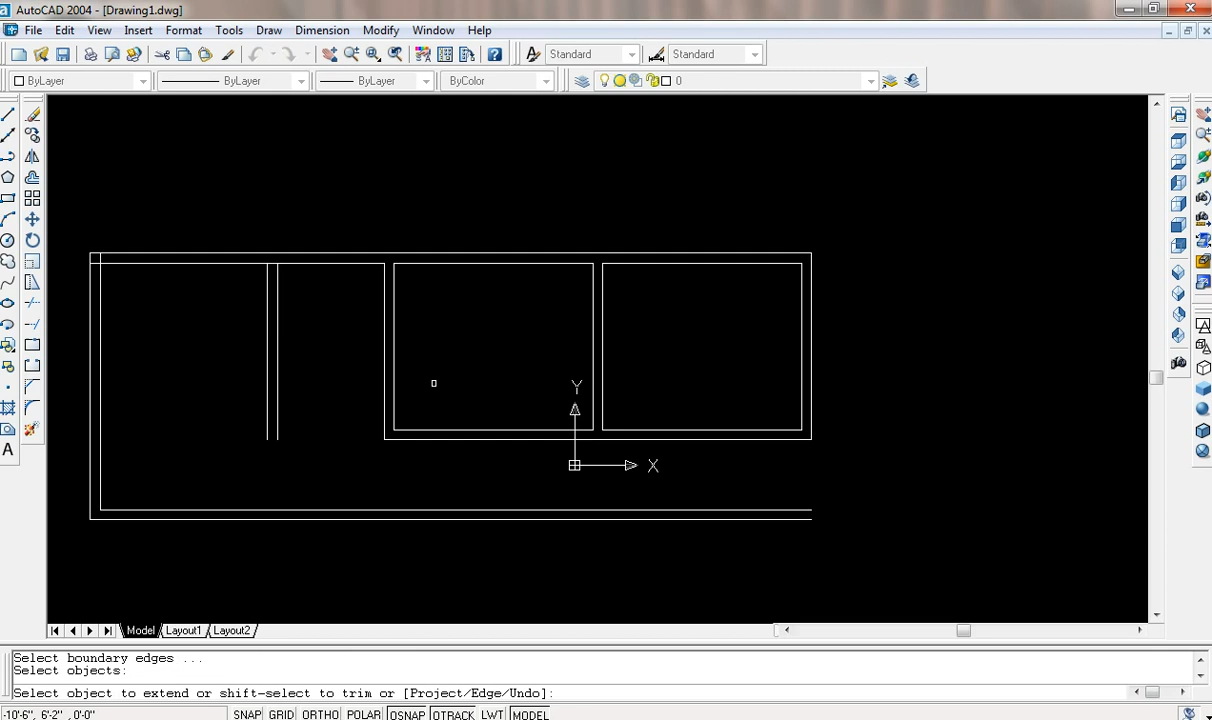 AutoCAD 2004 - [Drawing1.dwg]
File Edit View Insert Format Tools Draw Dimension Modify Window Help
Standard Standard
ByLayer ByLayer ByLayer ByColor 0
Y
X
A
Model Layout1 Layout2
Select boundary edges ...
Select objects:
Select object to extend or shift-select to trim or [Project/Edge/Undo]:
-10'6", 6'-2" ,0'-0" SNAP GRID ORTHO POLAR OSNAP OTRACK LWT MODEL